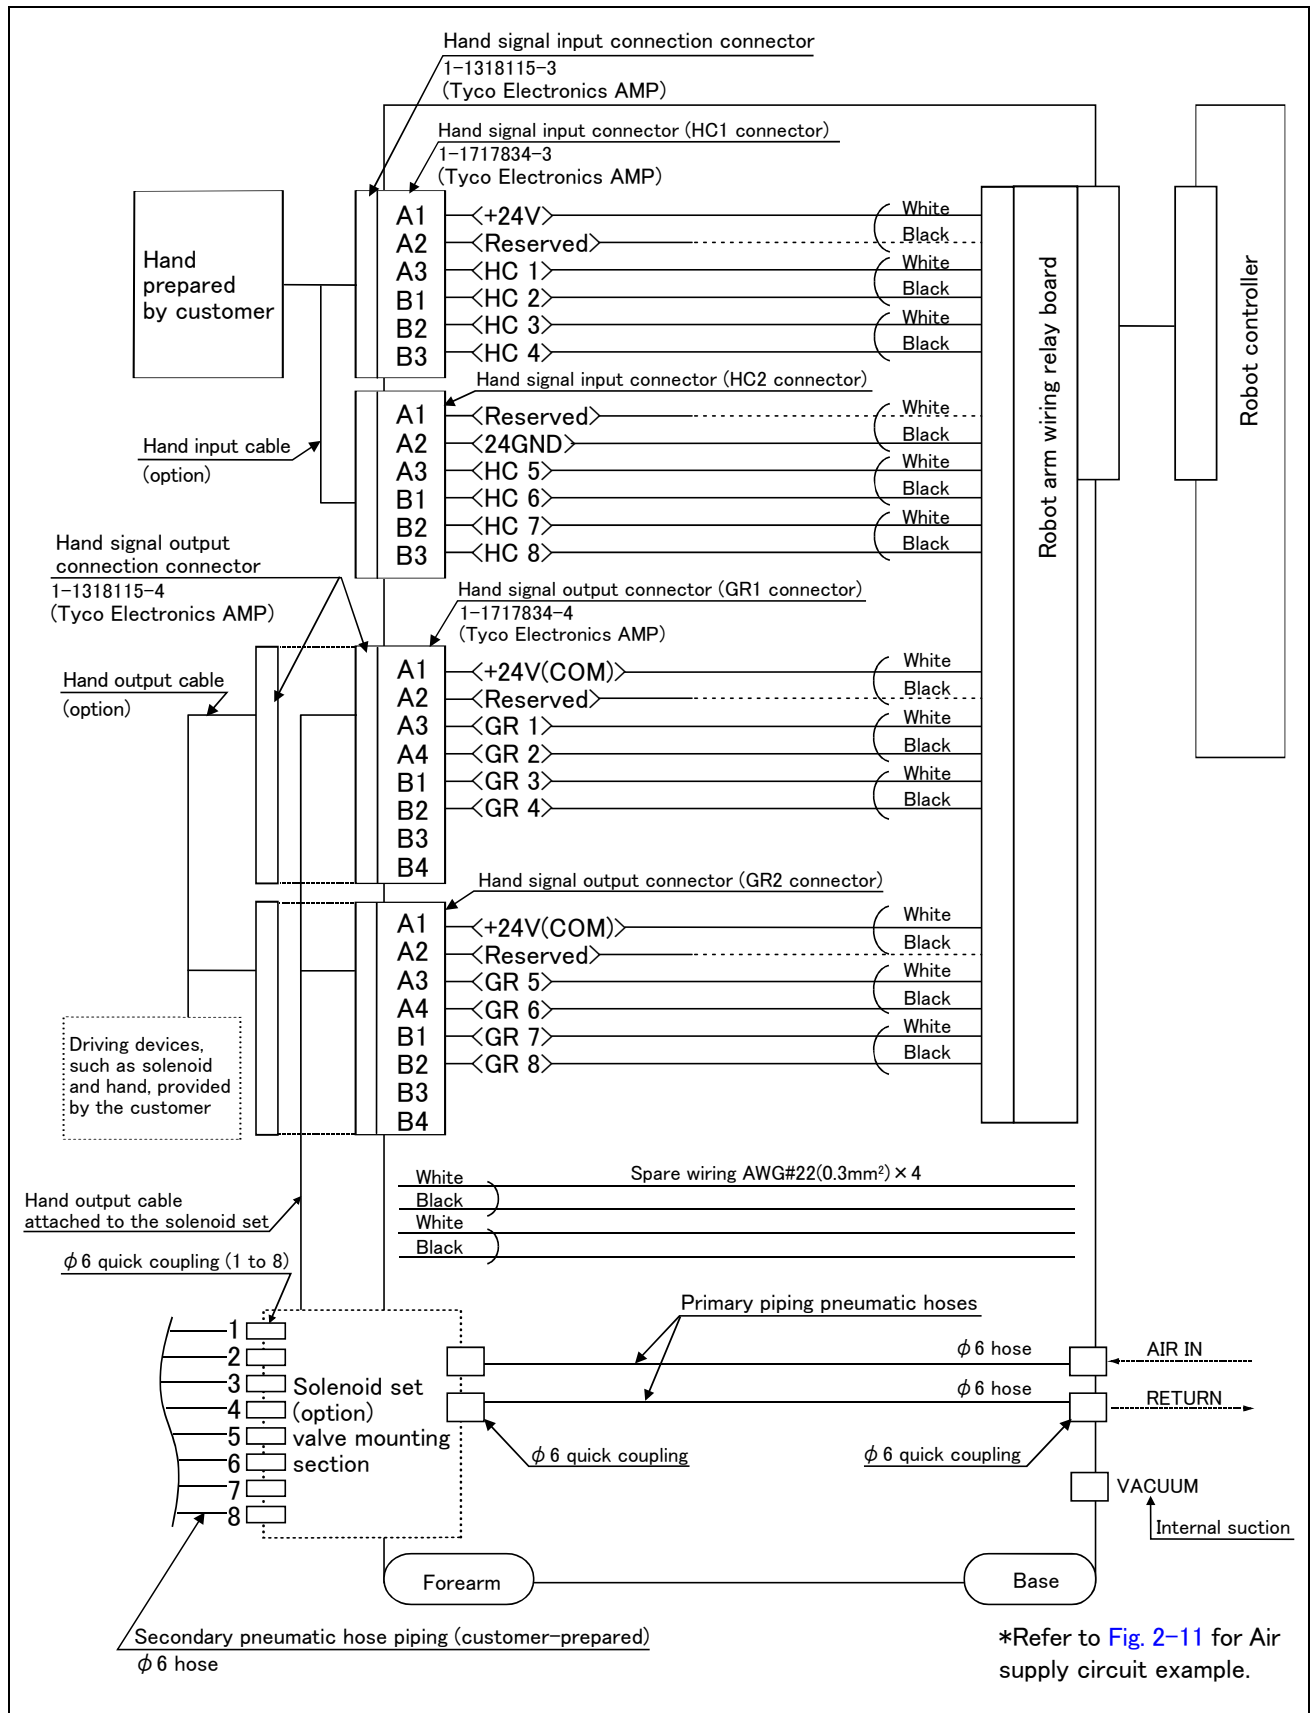 Hand signal input connection connector
1-1318115-3
(Tyco Electronics AMP)
Hand signal input connector (HC1 connector)
1-1717834-3
(Tyco Electronics AMP)
Hand
prepared
by customer
A1 <+24V> White
A2 <Reserved> Black
A3 <HC 1> White
B1 <HC 2> Black
B2 <HC 3> White
B3 <HC 4> Black
Robot arm wiring relay board
Robot controller
Hand signal input connector (HC2 connector)
A1 <Reserved> White
A2 <24GND> Black
A3 <HC 5> White
B1 <HC 6> Black
B2 <HC 7> White
B3 <HC 8> Black
Hand input cable
(option)
Hand signal output
connection connector
1-1318115-4
(Tyco Electronics AMP)
Hand signal output connector (GR1 connector)
1-1717834-4
(Tyco Electronics AMP)
Hand output cable
(option)
A1 <+24V(COM)> White
A2 <Reserved> Black
A3 <GR 1> White
A4 <GR 2> Black
B1 <GR 3> White
B2 <GR 4> Black
B3
B4
Hand signal output connector (GR2 connector)
A1 <+24V(COM)> White
A2 <Reserved> Black
A3 <GR 5> White
A4 <GR 6> Black
B1 <GR 7> White
B2 <GR 8> Black
B3
B4
Driving devices,
such as solenoid
and hand, provided
by the customer
White Spare wiring AWG#22(0.3mm²)×4
Black
White
Black
Hand output cable
attached to the solenoid set
φ6 quick coupling (1 to 8)
1
2
3
4
5
6
7
8
Solenoid set
(option)
valve mounting
section
Primary piping pneumatic hoses
φ6 hose
AIR IN
φ6 hose
RETURN
φ6 quick coupling
φ6 quick coupling
VACUUM
Internal suction
Forearm
Base
Secondary pneumatic hose piping (customer-prepared)
φ6 hose
*Refer to Fig. 2-11 for Air
supply circuit example.